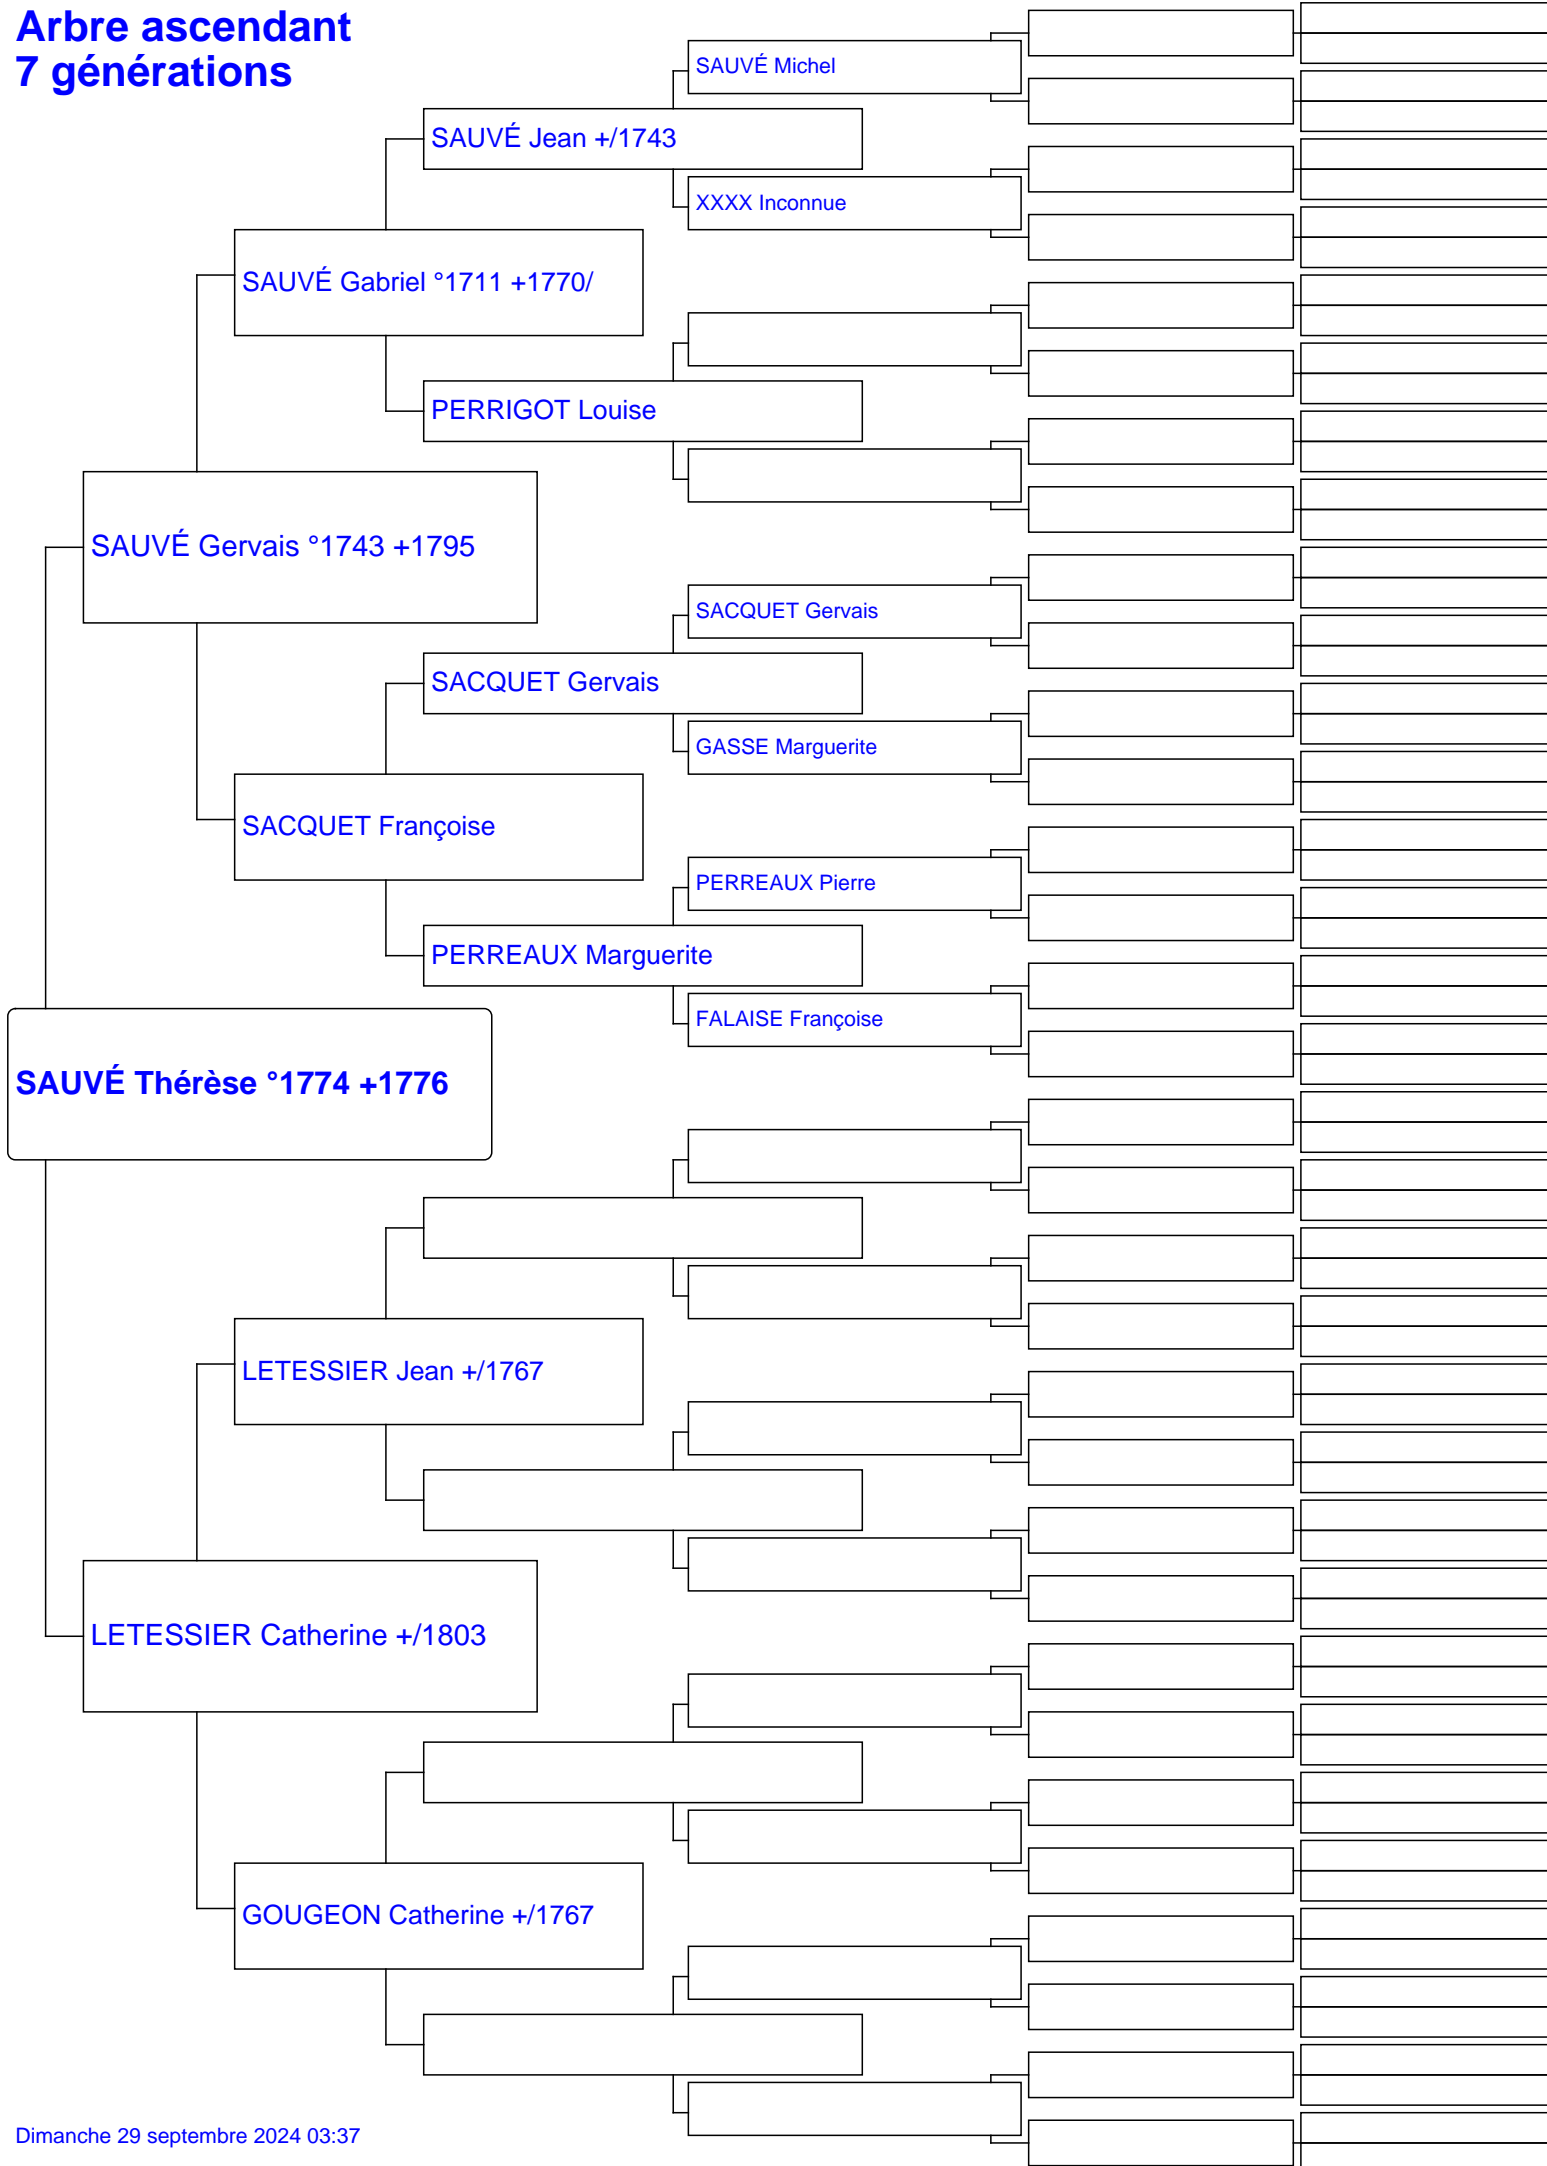 Arbre ascendant
7 générations
SAUVÉ Michel
SAUVÉ Jean +/1743
XXXX Inconnue
SAUVÉ Gabriel °1711 +1770/
PERRIGOT Louise
SAUVÉ Gervais °1743 +1795
SACQUET Gervais
SACQUET Gervais
GASSE Marguerite
SACQUET Françoise
PERREAUX Pierre
PERREAUX Marguerite
FALAISE Françoise
SAUVÉ Thérèse °1774 +1776
LETESSIER Jean +/1767
LETESSIER Catherine +/1803
GOUGEON Catherine +/1767
Dimanche 29 septembre 2024 03:37